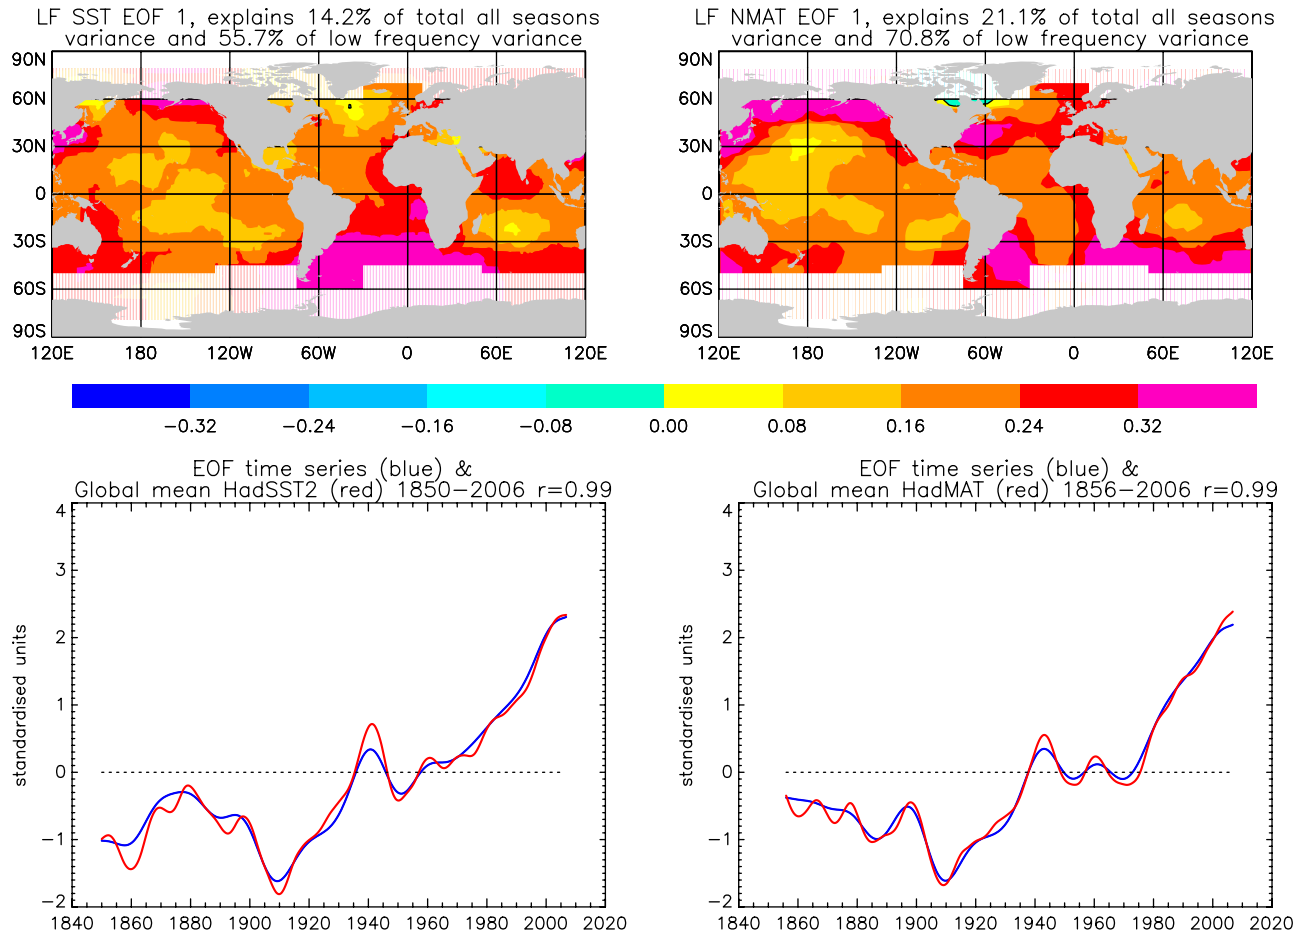 LF SST EOF 1, explains 14.2% of total all seasons
variance and 55.7% of low frequency variance
90N
60N
30N
0
30S
60S
90S
120E 180 120W 60W 0 60E 120E
LF NMAT EOF 1, explains 21.1% of total all seasons
variance and 70.8% of low frequency variance
90N
60N
30N
0
30S
60S
90S
120E 180 120W 60W 0 60E 120E
−0.32 −0.24 −0.16 −0.08 0.00 0.08 0.16 0.24 0.32
EOF time series (blue) &
Global mean HadSST2 (red) 1850−2006 r=0.99
standardised units
4
3
2
1
0
−1
−2
1840 1860 1880 1900 1920 1940 1960 1980 2000 2020
EOF time series (blue) &
Global mean HadMAT (red) 1856−2006 r=0.99
standardised units
4
3
2
1
0
−1
−2
1840 1860 1880 1900 1920 1940 1960 1980 2000 2020